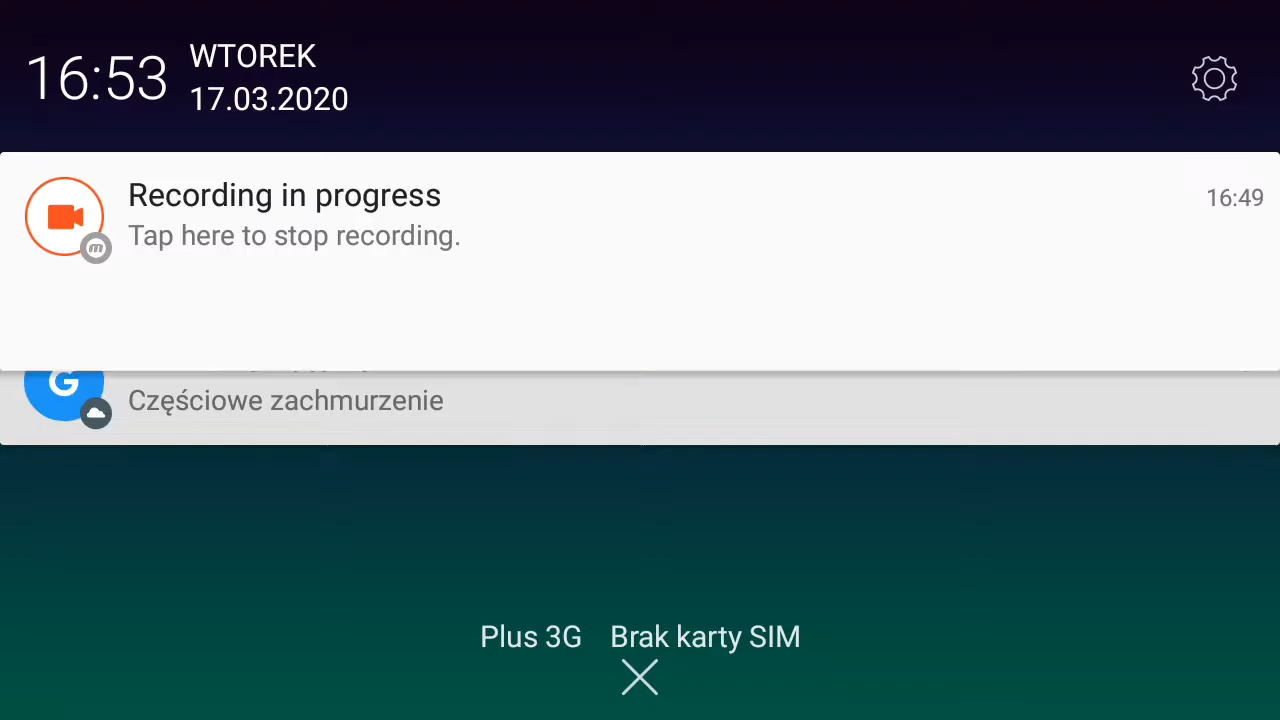 16:53
WTOREK
17.03.2020
Recording in progress
16:49
Tap here to stop recording.
m
G
Częściowe zachmurzenie
Plus 3G Brak karty SIM